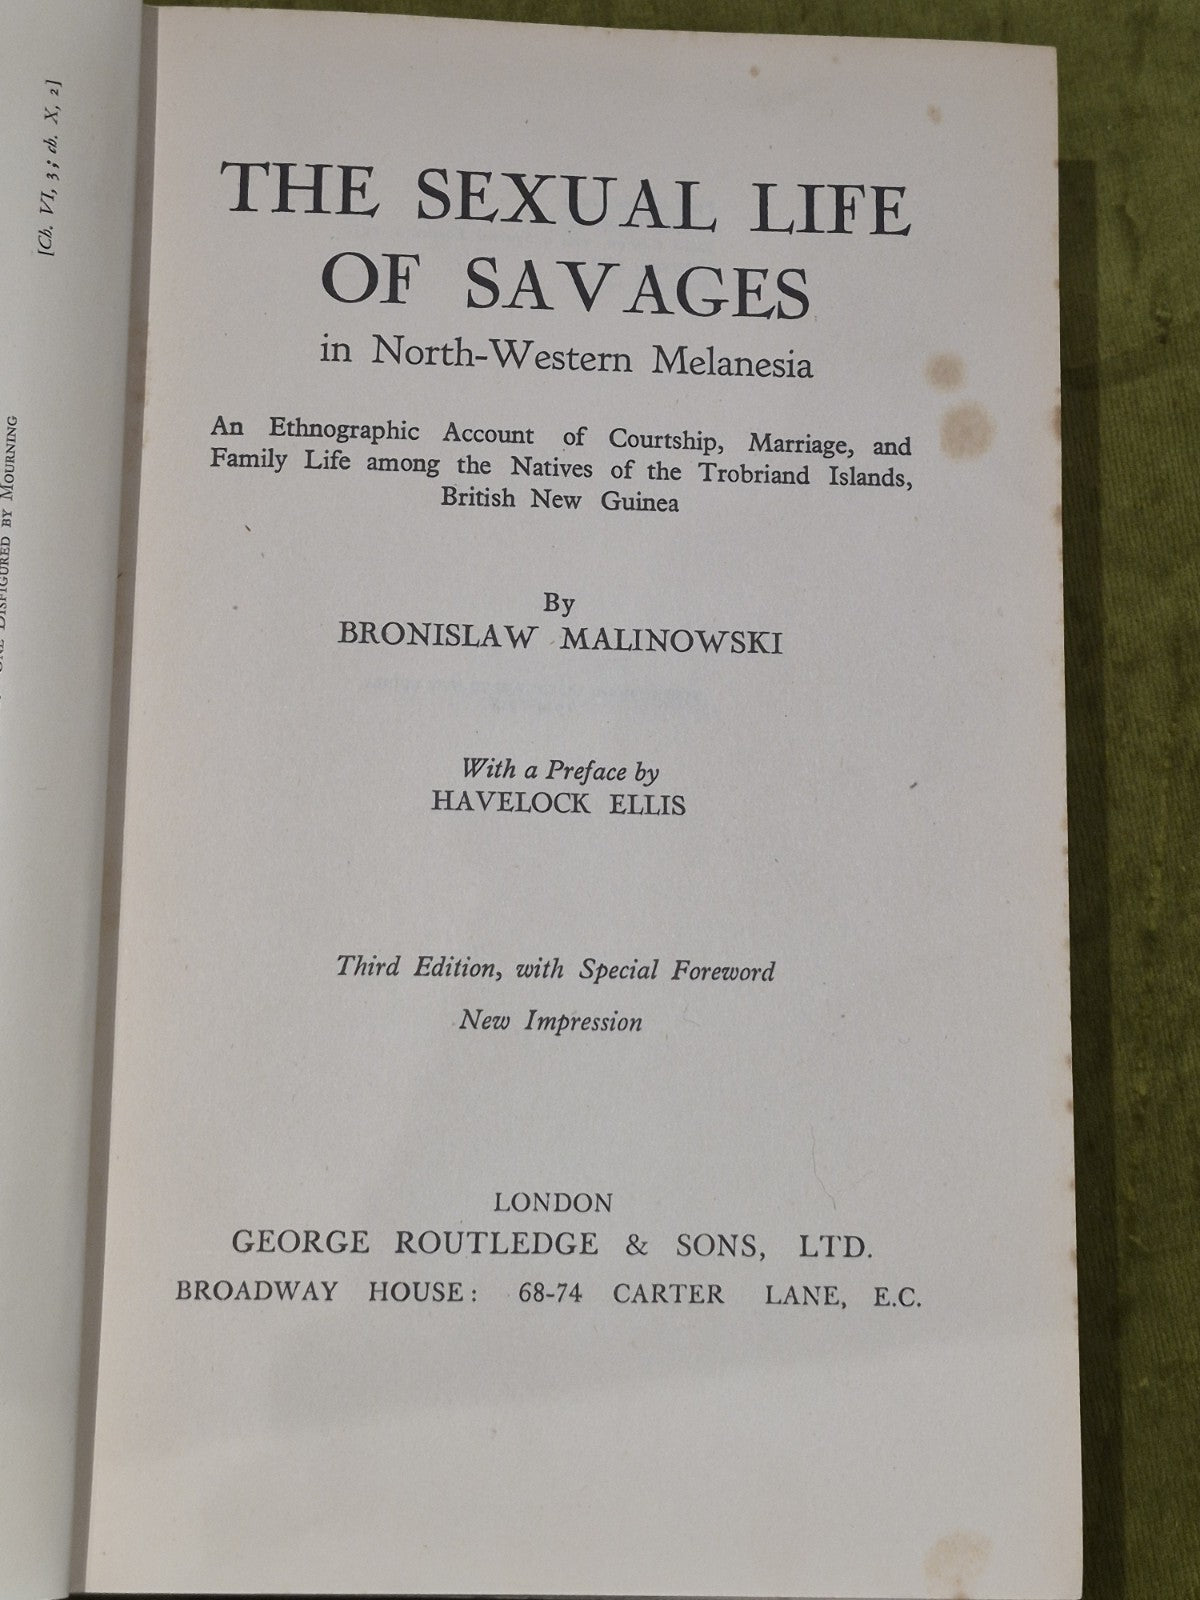 [Ch. VI, 3; ch. X, 2]
DISFIGURED BY MOURNING
THE SEXUAL LIFE
OF SAVAGES
in North-Western Melanesia
An Ethnographic Account of Courtship, Marriage, and
Family Life among the Natives of the Trobriand Islands,
British New Guinea
By
BRONISLAW MALINOWSKI
With a Preface by
HAVELOCK ELLIS
Third Edition, with Special Foreword
New Impression
LONDON
GEORGE ROUTLEDGE & SONS, LTD.
BROADWAY HOUSE: 68-74 CARTER LANE, E.C.